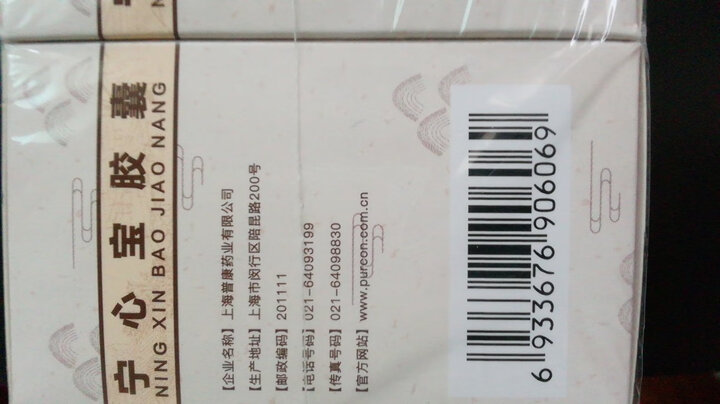 宁心宝胶囊
NING XIN BAO JIAO NANG
【企业名称】上海普康药业有限公司
【生产地址】上海市闵行区陪昆路200号
【邮政编码】201111
【电话号码】021-64093199
【传真号码】021-64098830
【官方网站】www.purcon.com.cn
6933676906069